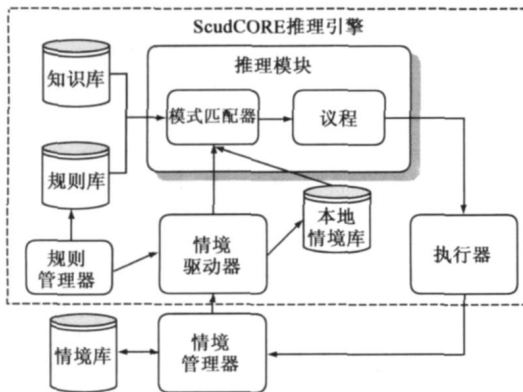 ScudCORE推理引擎
推理模块
知识库
模式匹配器
议程
规则库
本地
情境库
规则
管理器
情境
驱动器
执行器
情境库
情境
管理器